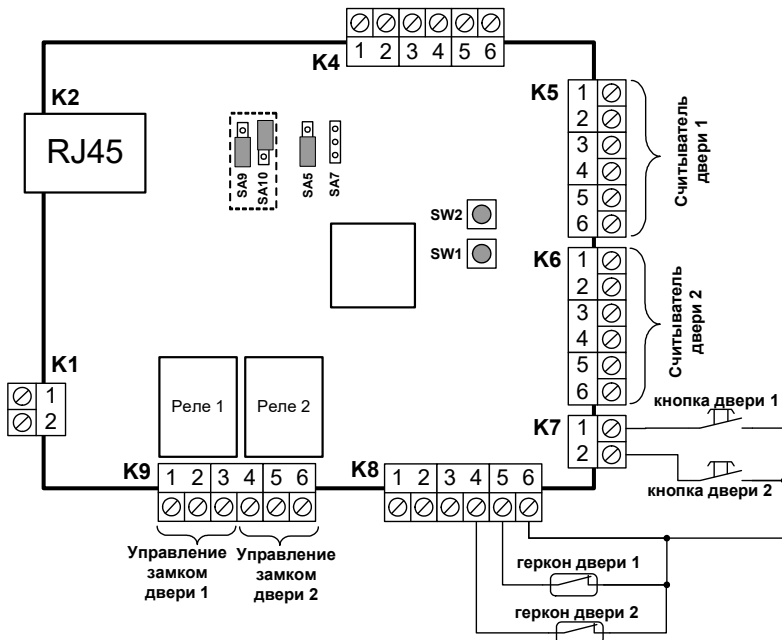 K4
1 2 3 4 5 6
K2
RJ45
SA9
SA10
SA5
SA7
SW2
SW1
K5
1
2
3
4
5
6
Считыватель
двери 1
K6
1
2
3
4
5
6
Считыватель
двери 2
K1
1
2
Реле 1
Реле 2
K7
1
2
кнопка двери 1
кнопка двери 2
K9
1 2 3 4 5 6
K8
1 2 3 4 5 6
Управление
замком
двери 1
Управление
замком
двери 2
геркон двери 1
геркон двери 2